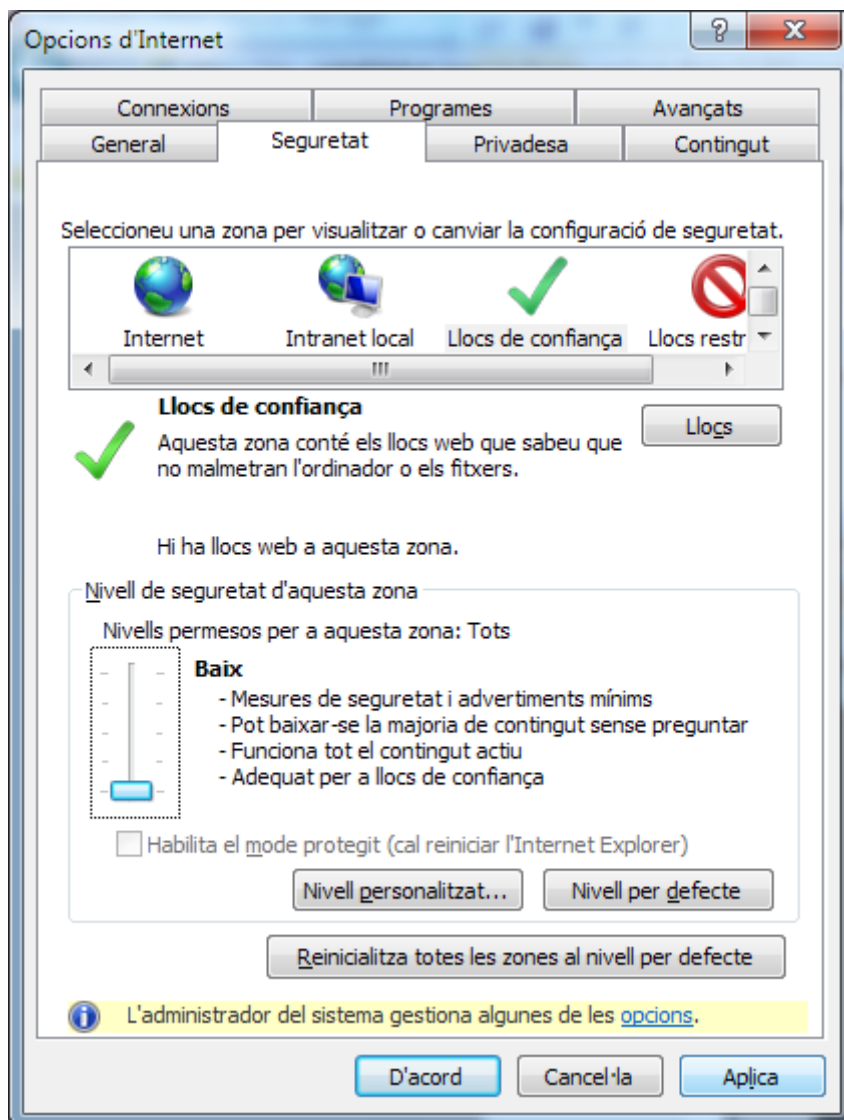 Opcions d'Internet
Connexions Programes Avançats
General Seguretat Privadesa Contingut
Seleccioneu una zona per visualitzar o canviar la configuració de seguretat.
Internet Intranet local Llocs de confiança Llocs restr
Llocs de confiança
Llocs
Aquesta zona conté els llocs web que sabeu que
no malmetran l'ordinador o els fitxers.
Hi ha llocs web a aquesta zona.
Nivell de seguretat d'aquesta zona
Nivells permesos per a aquesta zona: Tots
Baix
- Mesures de seguretat i advertiments mínims
- Pot baixar-se la majoria de contingut sense preguntar
- Funciona tot el contingut actiu
- Adequat per a llocs de confiança
Habilita el mode protegit (cal reiniciar l'Internet Explorer)
Nivell personalitzat... Nivell per defecte
Reinicialitza totes les zones al nivell per defecte
L'administrador del sistema gestiona algunes de les opcions.
D'acord Cancel·la Aplica